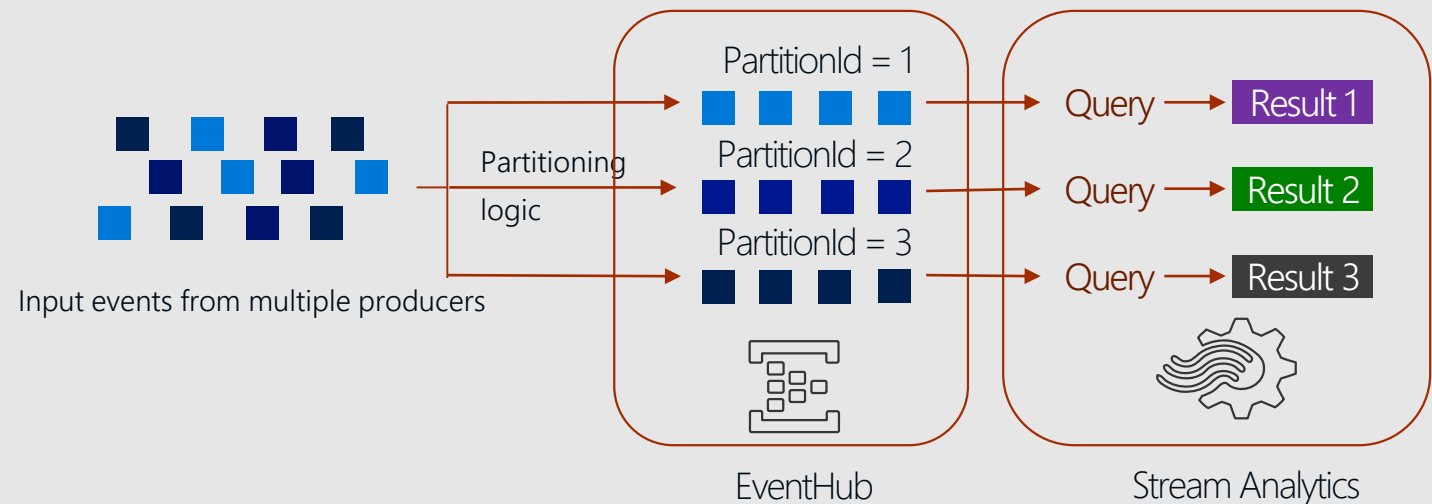 PartitionId = 1
Query
Result 1
Partitioning
logic
PartitionId = 2
Query
Result 2
PartitionId = 3
Query
Result 3
Input events from multiple producers
EventHub
Stream Analytics